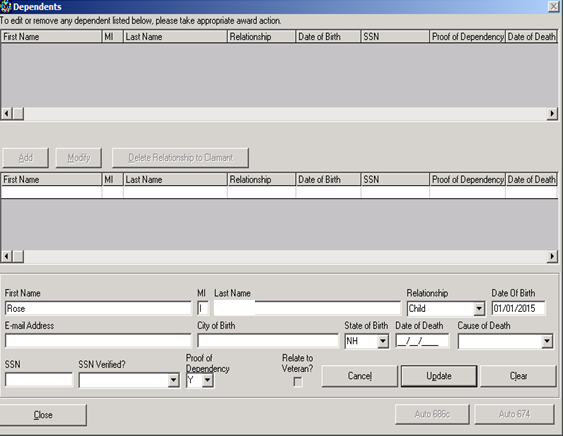 Dependents
To edit or remove any dependent listed below, please take appropriate award action.
First Name MI Last Name Relationship Date of Birth SSN Proof of Dependency Date of Death
Add Modify Delete Relationship to Claimant
First Name MI Last Name Relationship Date of Birth SSN Proof of Dependency Date of Death
First Name MI Last Name Relationship Date Of Birth
Rose I Child 01/01/2015
E-mail Address City of Birth State of Birth Date of Death Cause of Death
NH __/__/____
SSN SSN Verified? Proof of Dependency Relate to Veteran?
Y Cancel Update Clear
Close Auto 686c Auto 674